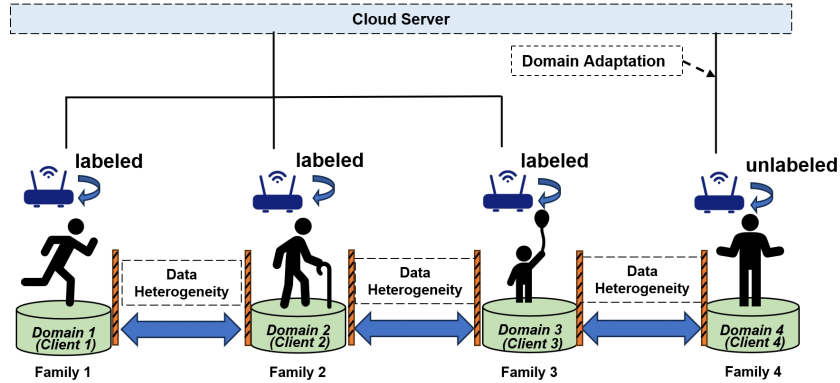 Cloud Server
Domain Adaptation
labeled
labeled
labeled
unlabeled
Data
Heterogeneity
Data
Heterogeneity
Data
Heterogeneity
Domain 1
(Client 1)
Domain 2
(Client 2)
Domain 3
(Client 3)
Domain 4
(Client 4)
Family 1
Family 2
Family 3
Family 4